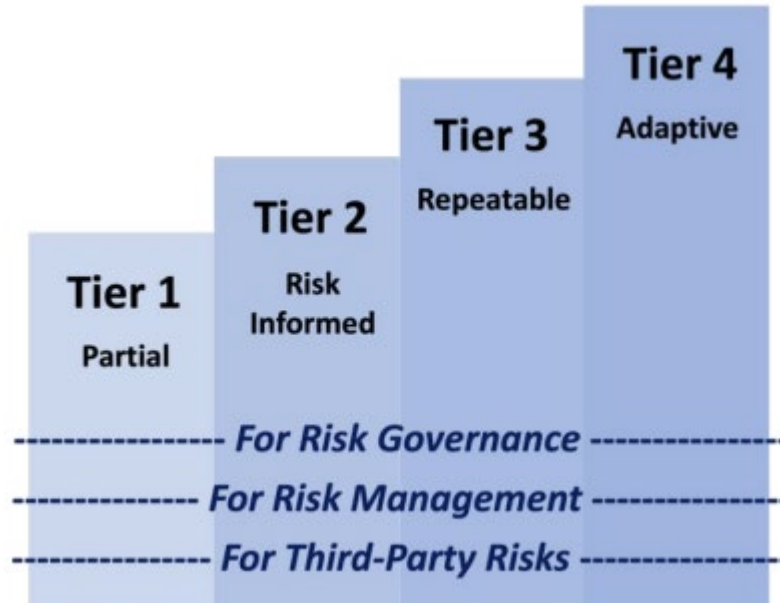 Tier 1
Partial
Tier 2
Risk
Informed
Tier 3
Repeatable
Tier 4
Adaptive
For Risk Governance
For Risk Management
For Third-Party Risks